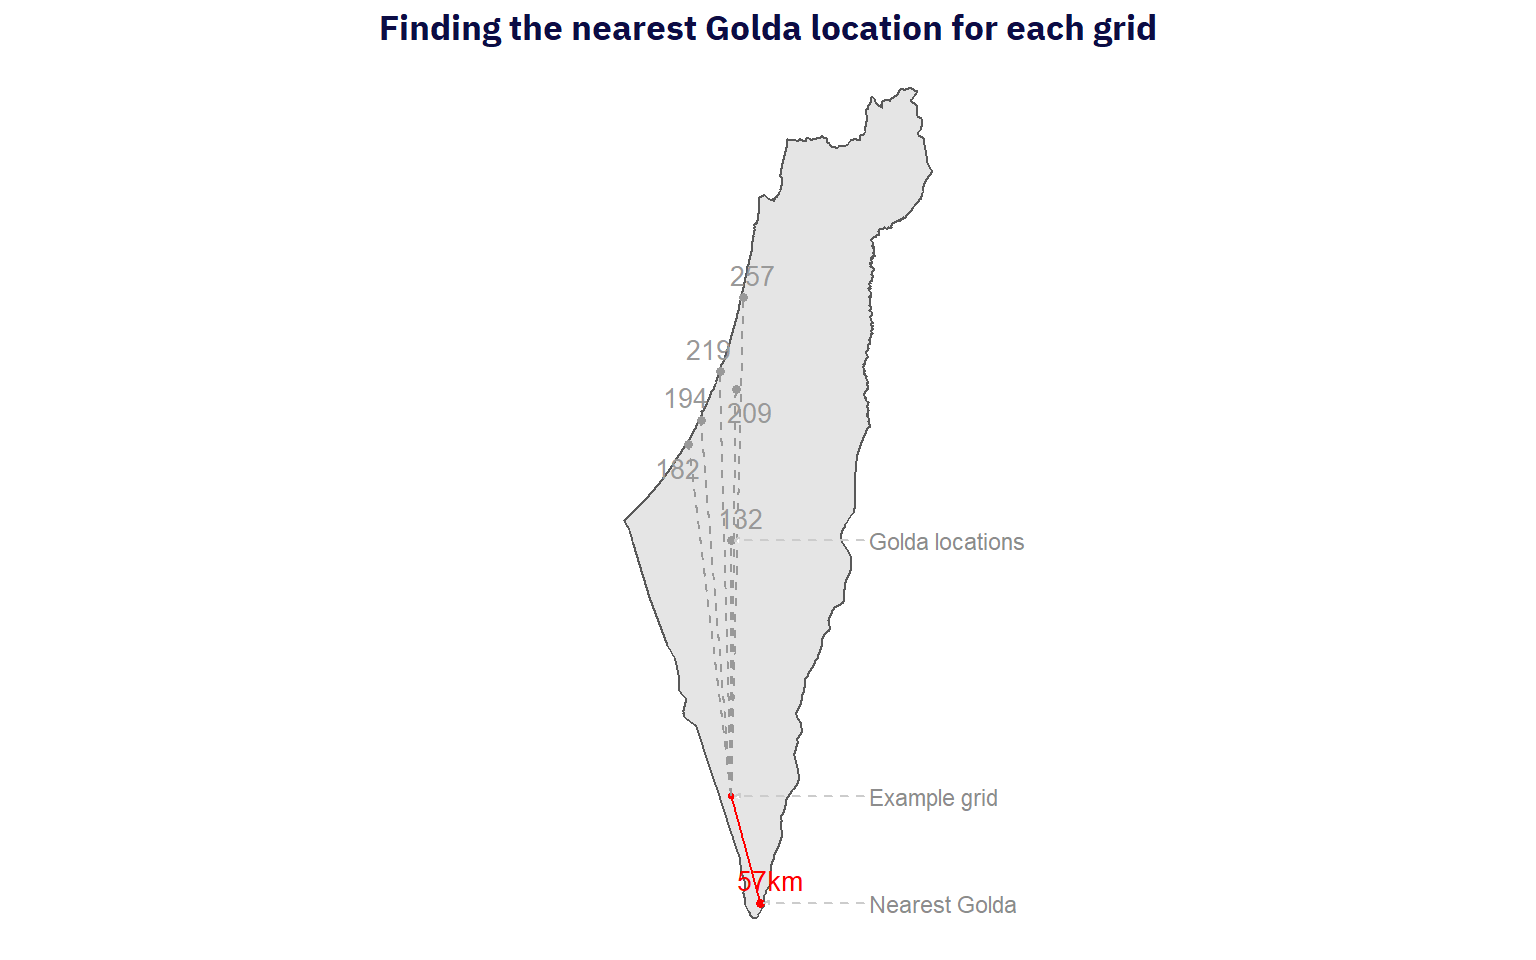 Finding the nearest Golda location for each grid
257
219
194
209
182
132
Golda locations
Example grid
57km
Nearest Golda